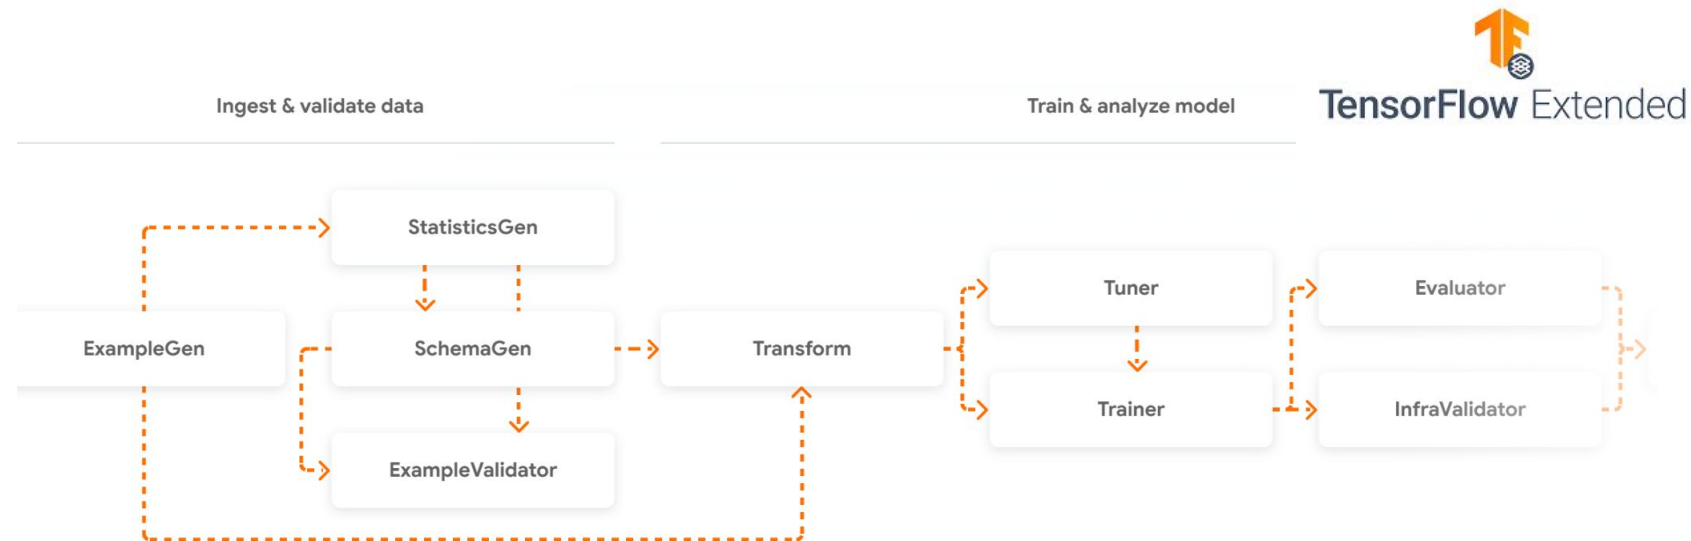 TensorFlow Extended
Ingest & validate data
Train & analyze model
StatisticsGen
ExampleGen
SchemaGen
ExampleValidator
Transform
Tuner
Trainer
Evaluator
InfraValidator